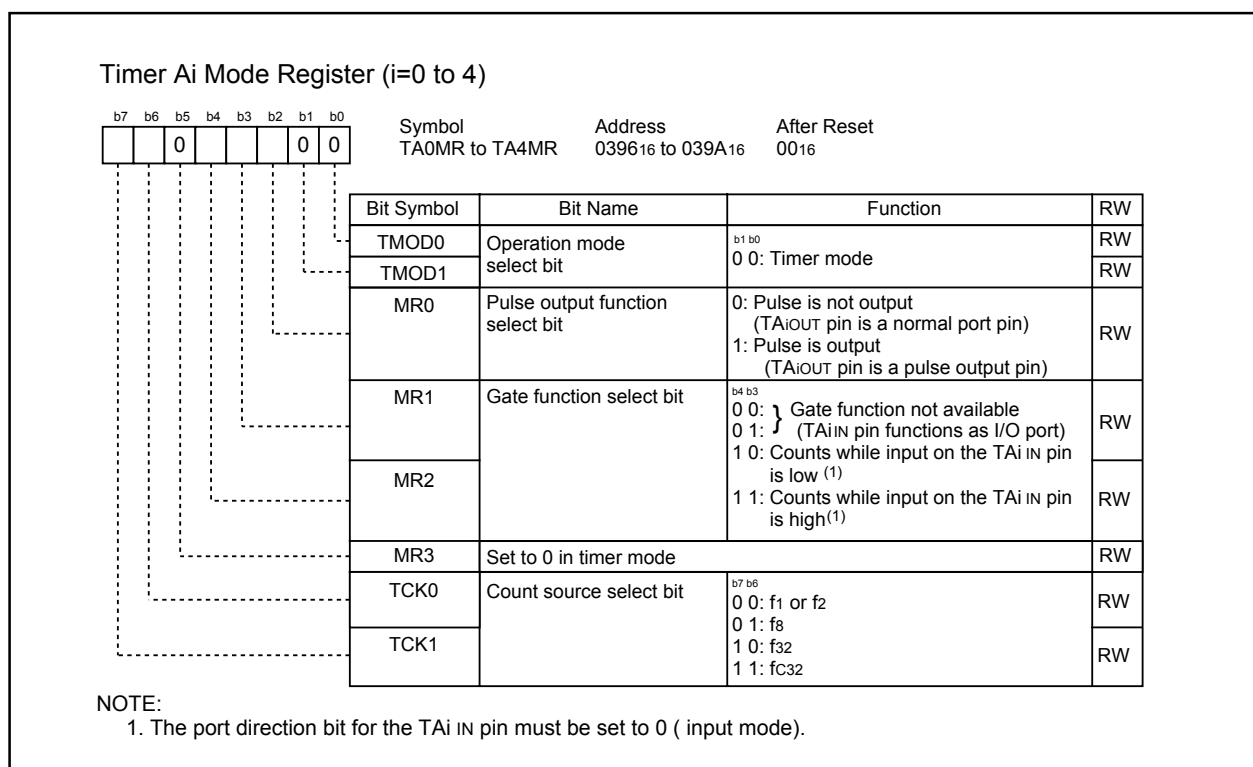 Timer Ai Mode Register (i=0 to 4)
b7 b6 b5 b4 b3 b2 b1 b0
0 0 0
Symbol Address After Reset
TA0MR to TA4MR 039616 to 039A16 0016
Bit Symbol Bit Name Function RW
TMOD0 Operation mode select bit b1 b0 RW
TMOD1 0 0: Timer mode RW
MR0 Pulse output function select bit 0: Pulse is not output
(TAiOUT pin is a normal port pin)
1: Pulse is output
(TAiOUT pin is a pulse output pin)
RW
MR1 Gate function select bit b4 b3
0 0: } Gate function not available
0 1: (TAiIN pin functions as I/O port) RW
1 0: Counts while input on the TAi IN pin
is low (1)
MR2 1 1: Counts while input on the TAi IN pin
is high(1)
RW
MR3 Set to 0 in timer mode RW
TCK0 Count source select bit b7 b6
0 0: f1 or f2 RW
0 1: f8
TCK1 1 0: f32 RW
1 1: fC32
NOTE:
1. The port direction bit for the TAi IN pin must be set to 0 ( input mode).